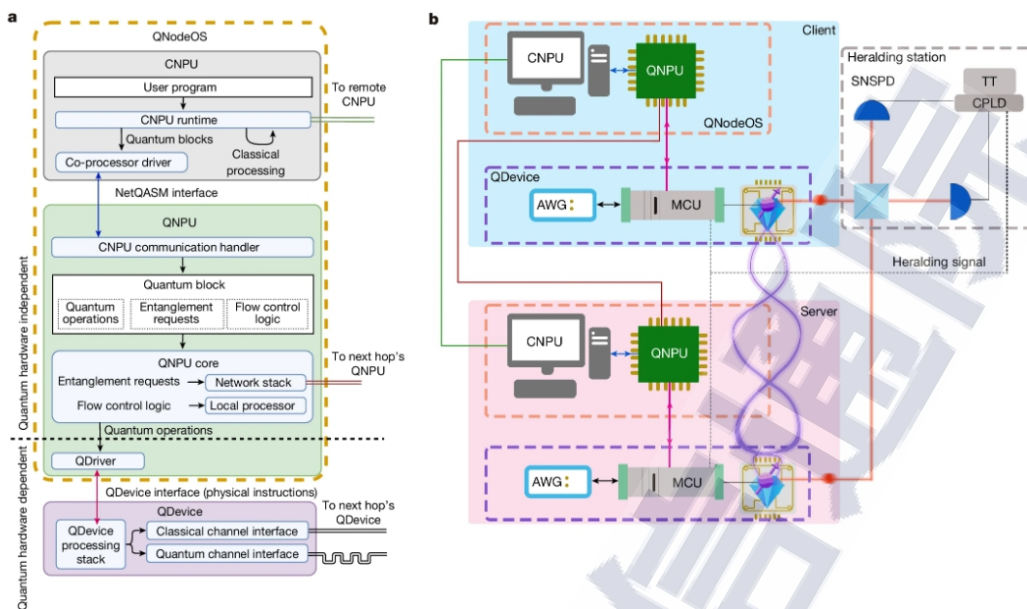 a
QNodeOS
CNPU
User program
CNPU runtime
To remote
CNPU
Quantum blocks
Classical
processing
Co-processor driver
NetQASM interface
QNPU
CNPU communication handler
Quantum block
Quantum
operations
Entanglement
requests
Flow control
logic
QNPU core
Entanglement requests
Network stack
To next hop's
QNPU
Flow control logic
Local processor
Quantum operations
QDriver
QDevice interface (physical instructions)
QDevice
QDevice
processing
stack
Classical channel interface
Quantum channel interface
To next hop's
QDevice
Quantum hardware independent
Quantum hardware dependent
b
Client
CNPU
QNPU
QNodeOS
QDevice
AWG
MCU
Heralding station
SNSPD
TT
CPLD
Heralding signal
Server
CNPU
QNPU
AWG
MCU